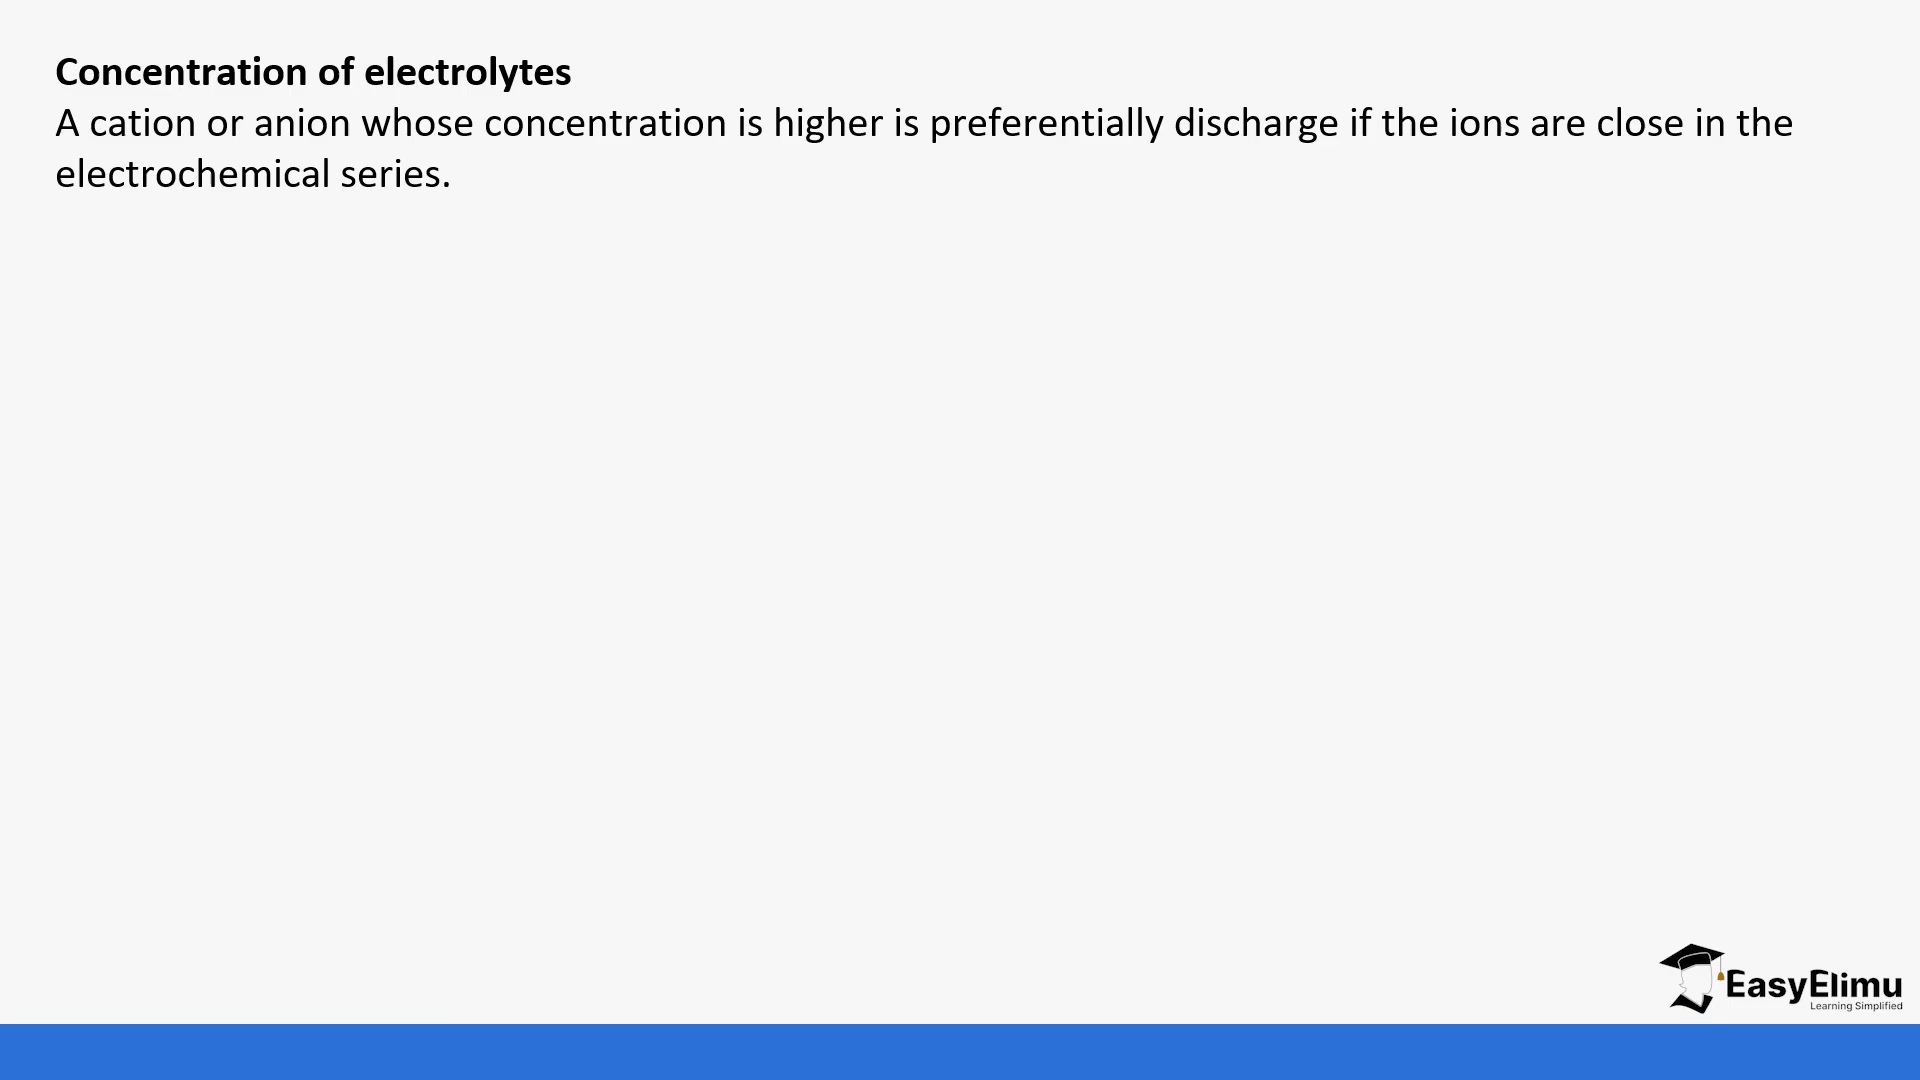 Concentration of electrolytes
A cation or anion whose concentration is higher is preferentially discharge if the ions are close in the
electrochemical series.
EasyElimu
Learning Simplified